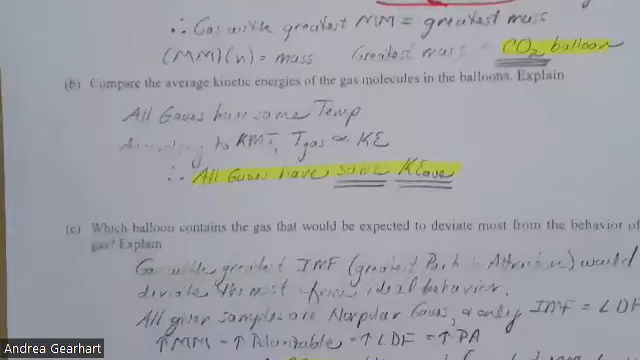 ∴ Gas with greatest MM = greatest mass
(MM)(n) = mass Greatest mass = CO₂ balloon
(b) Compare the average kinetic energies of the gas molecules in the balloons. Explain
All Gases have same Temp
According to KMT, Tgas ∝ KE
∴ All Gases have same KEave
(c) Which balloon contains the gas that would be expected to deviate most from the behavior of
gas? Explain
Gas with greatest IMF (greatest Attraction) would
deviate the most from ideal behavior.
All given samples are Nonpolar Gases, & only IMF = LDF
↑MM = ↑Polarizable = ↑LDF = ↑PA
Andrea Gearhart